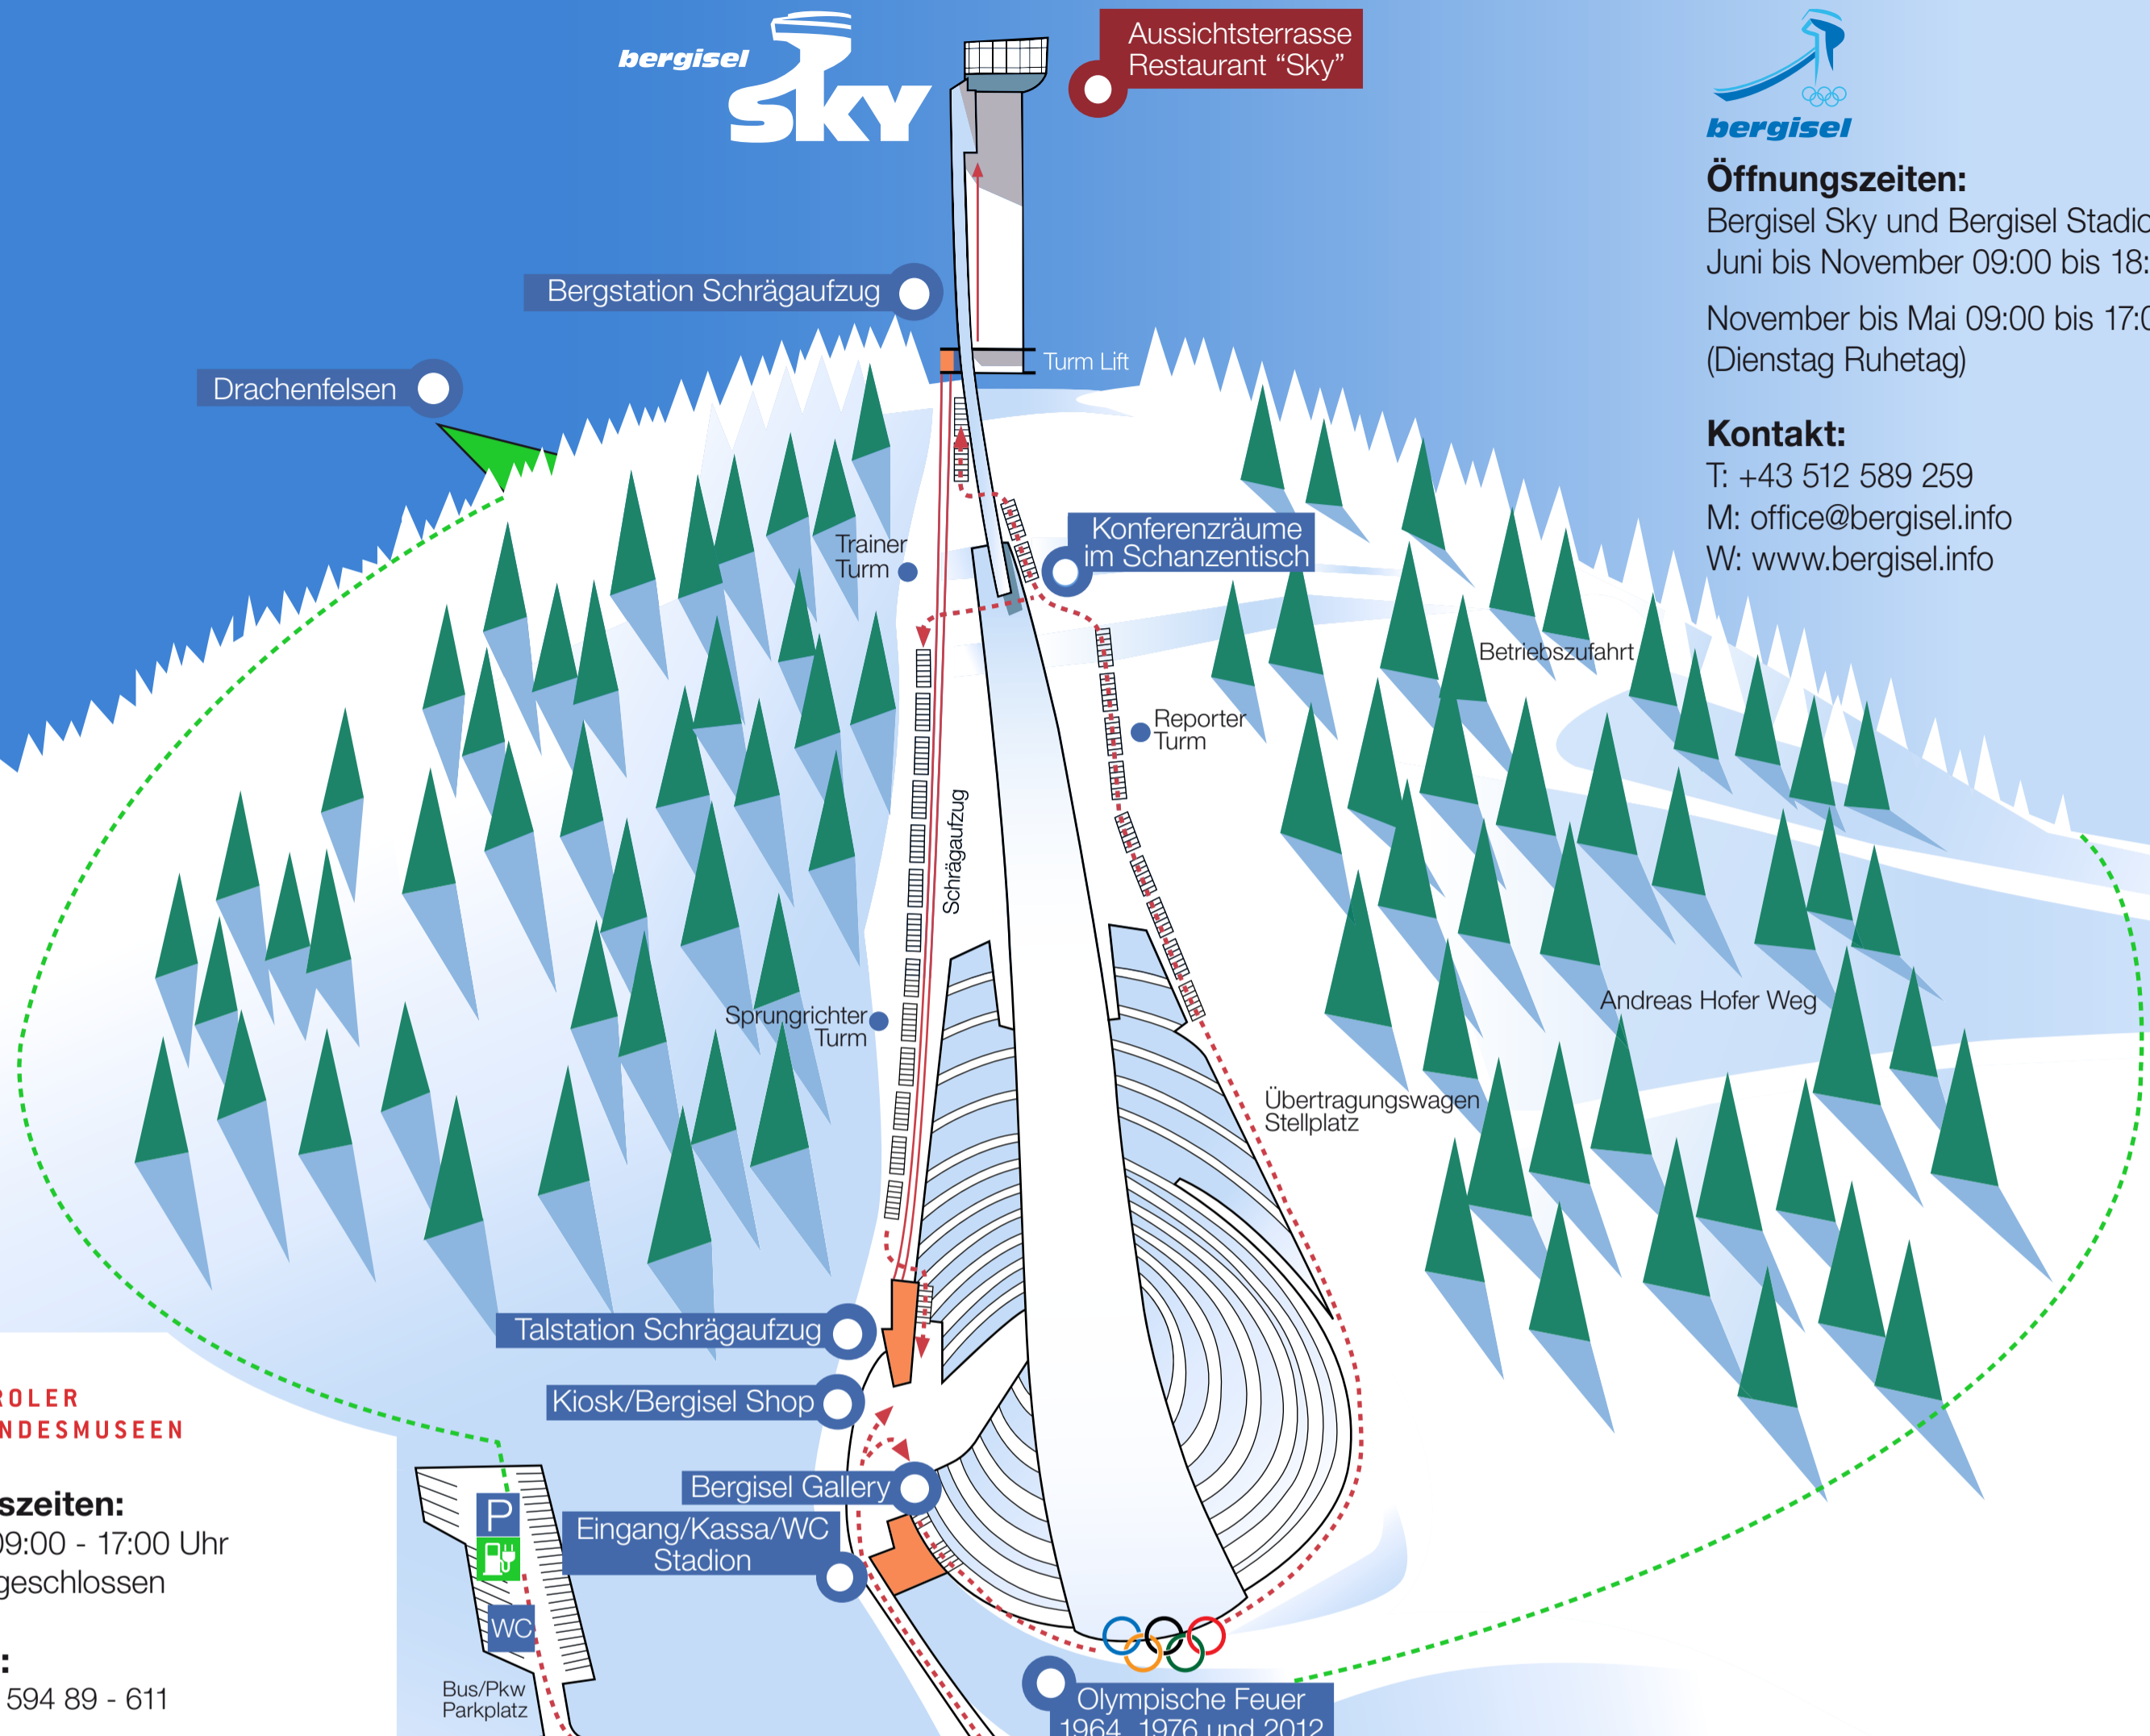 bergisel
SKY
Aussichtsterrasse
Restaurant “Sky”
bergisel
Öffnungszeiten:
Bergisel Sky und Bergisel Stadio
Juni bis November 09:00 bis 18:
November bis Mai 09:00 bis 17:0
(Dienstag Ruhetag)
Kontakt:
T: +43 512 589 259
M: office@bergisel.info
W: www.bergisel.info
Bergstation Schrägaufzug
Turm Lift
Drachenfelsen
Trainer
Turm
Konferenzräume
im Schanzentisch
Betriebszufahrt
Reporter
Turm
Schrägaufzug
Sprungrichter
Turm
Andreas Hofer Weg
Übertragungswagen
Stellplatz
Talstation Schrägaufzug
Kiosk/Bergisel Shop
Bergisel Gallery
Eingang/Kassa/WC
Stadion
ROLER
NDESMUSEEN
szeiten:
09:00 - 17:00 Uhr
geschlossen
:
594 89 - 611
P
WC
Bus/Pkw
Parkplatz
Olympische Feuer
1964, 1976 und 2012